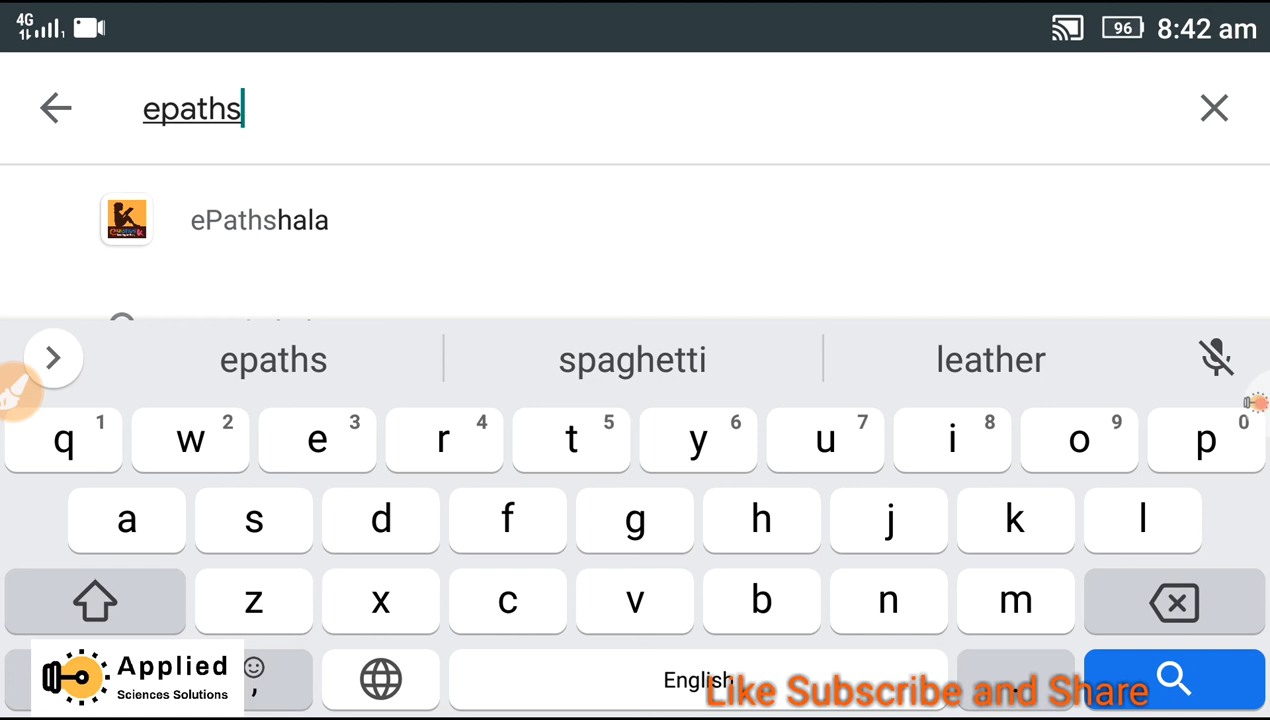 4G 1 96 8:42 am
epaths
ePathshala
epaths spaghetti leather
q 1 w 2 e 3 r 4 t 5 y 6 u 7 i 8 o 9 p 0
a s d f g h j k l
z x c v b n m
Applied
Sciences Solutions
, English .
Like Subscribe and Share